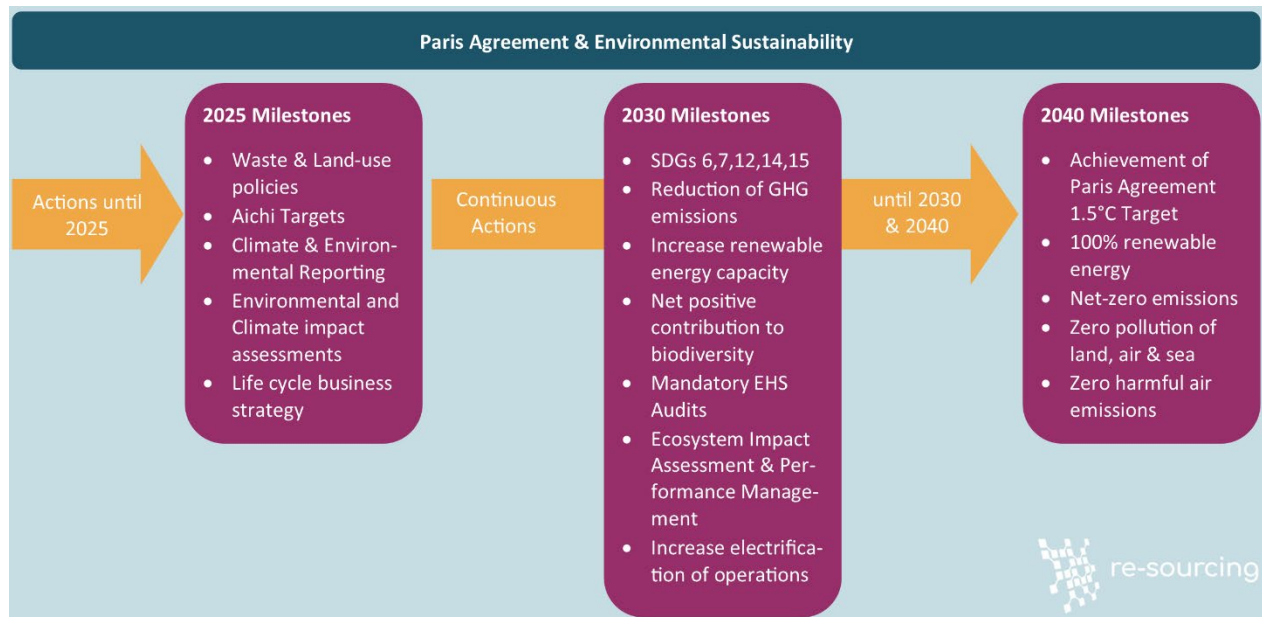 Paris Agreement & Environmental Sustainability
Actions until
2025
2025 Milestones
• Waste & Land-use
policies
• Aichi Targets
• Climate & Environ-
mental Reporting
• Environmental and
Climate impact
assessments
• Life cycle business
strategy
Continuous
Actions
2030 Milestones
• SDGs 6,7,12,14,15
• Reduction of GHG
emissions
• Increase renewable
energy capacity
• Net positive
contribution to
biodiversity
• Mandatory EHS
Audits
• Ecosystem Impact
Assessment & Per-
formance Manage-
ment
• Increase electrifica-
tion of operations
until 2030
& 2040
2040 Milestones
• Achievement of
Paris Agreement
1.5°C Target
• 100% renewable
energy
• Net-zero emissions
• Zero pollution of
land, air & sea
• Zero harmful air
emissions
re-sourcing